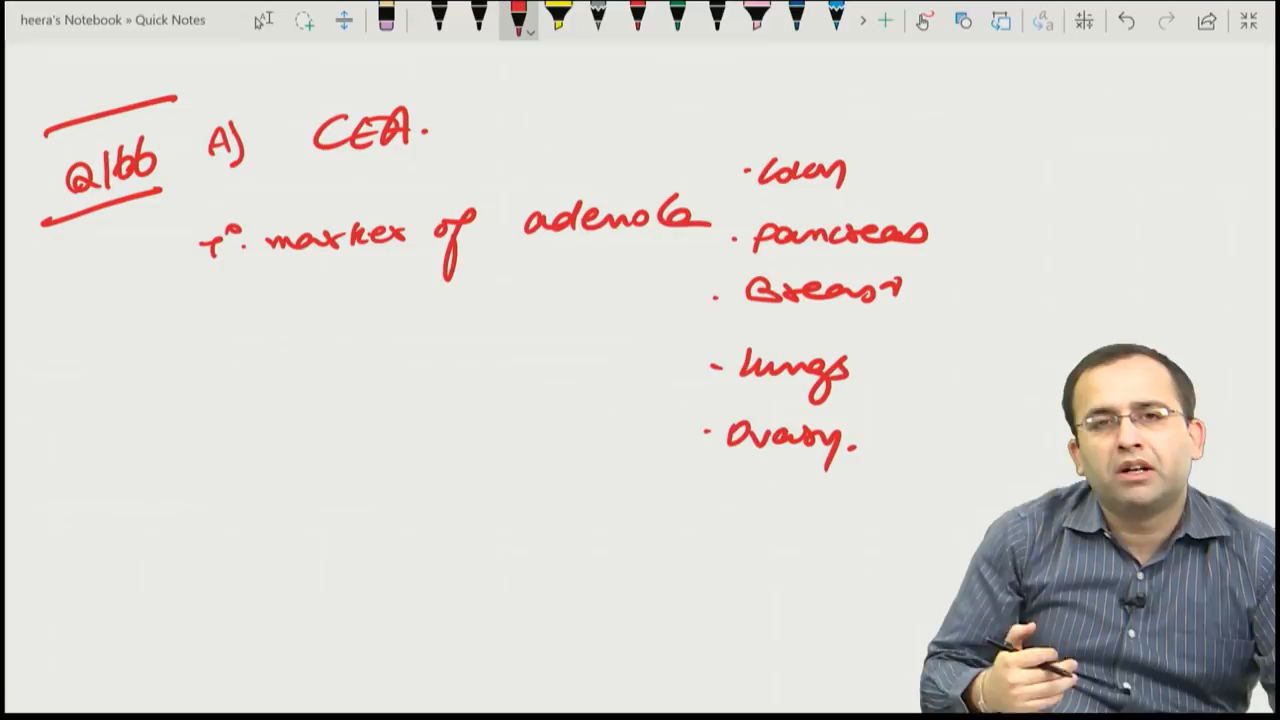 heera's Notebook » Quick Notes
Q166 A) CEA.
T°. marker of adenoCa
· Colon
· Pancreas
· Breast
- Lungs
· Ovary.